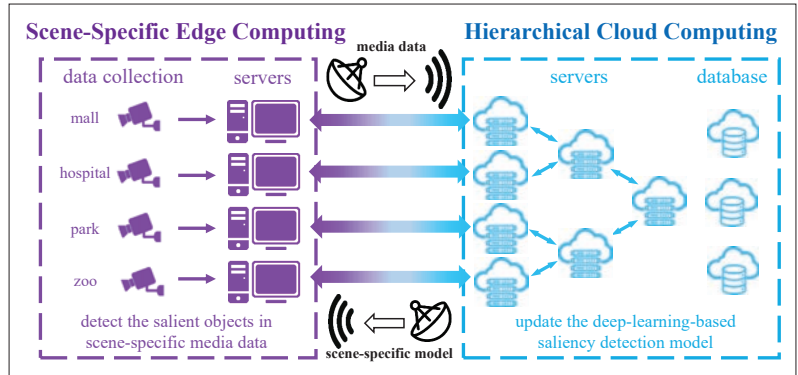 Scene-Specific Edge Computing
media data
Hierarchical Cloud Computing
data collection
servers
servers
database
mall
hospital
park
zoo
detect the salient objects in
scene-specific media data
scene-specific model
update the deep-learning-based
saliency detection model